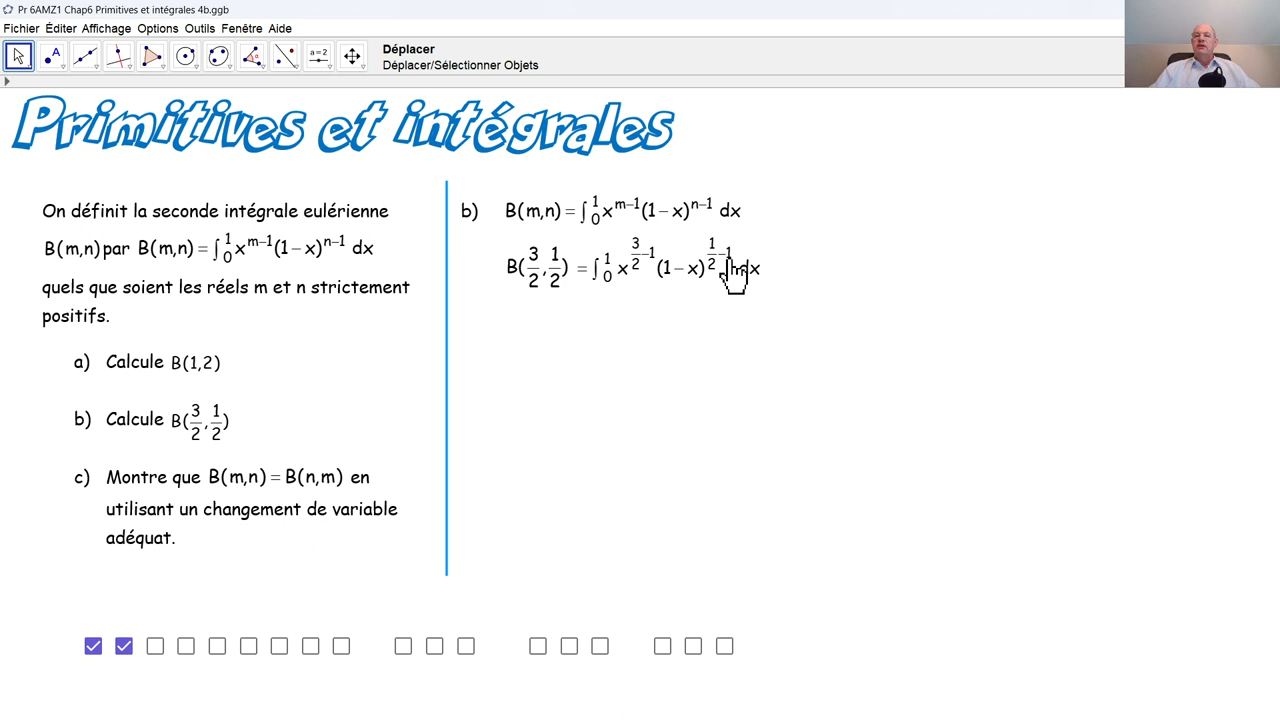 Pr 6AMZ1 Chap6 Primitives et intégrales 4b.ggb
Fichier Éditer Affichage Options Outils Fenêtre Aide
A
a=2
Déplacer
Déplacer/Sélectionner Objets
Primitives et intégrales
On définit la seconde intégrale eulérienne
B(m,n) par B(m,n) = ∫₀¹ x^(m−1) (1−x)^(n−1) dx
quels que soient les réels m et n strictement
positifs.
a) Calcule B(1,2)
b) Calcule B(3/2, 1/2)
c) Montre que B(m,n) = B(n,m) en
utilisant un changement de variable
adéquat.
b) B(m,n) = ∫₀¹ x^(m−1) (1−x)^(n−1) dx
B(3/2, 1/2) = ∫₀¹ x^(3/2−1) (1−x)^(1/2−1) dx